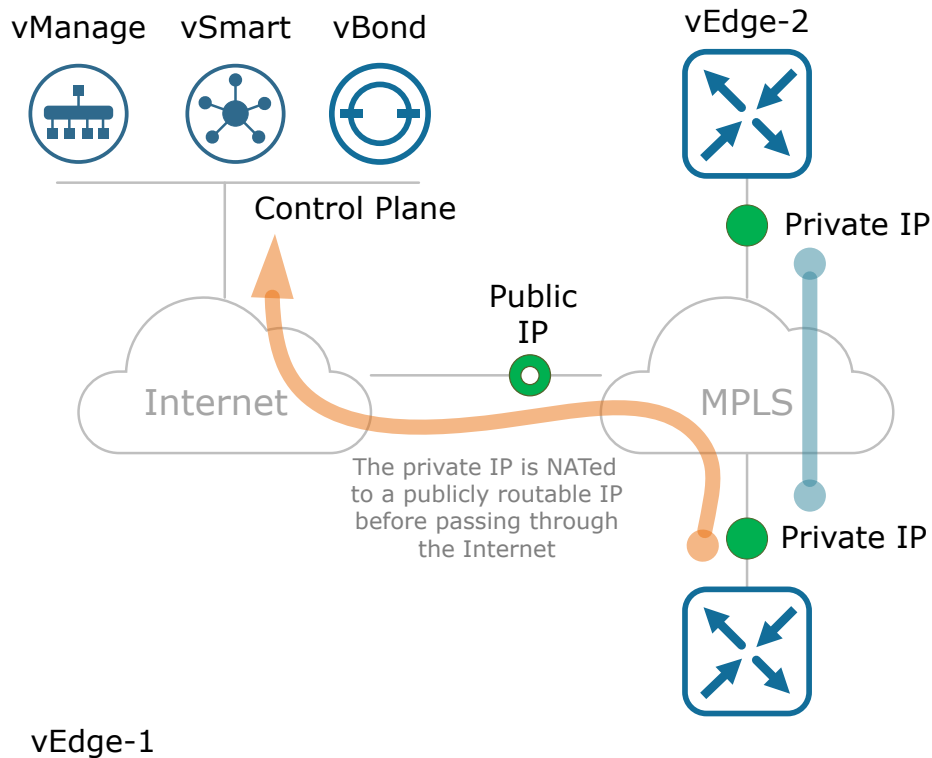 vManage vSmart vBond
vEdge-2
Control Plane
Private IP
Public
IP
Internet
MPLS
The private IP is NATed
to a publicly routable IP
before passing through
the Internet
Private IP
vEdge-1